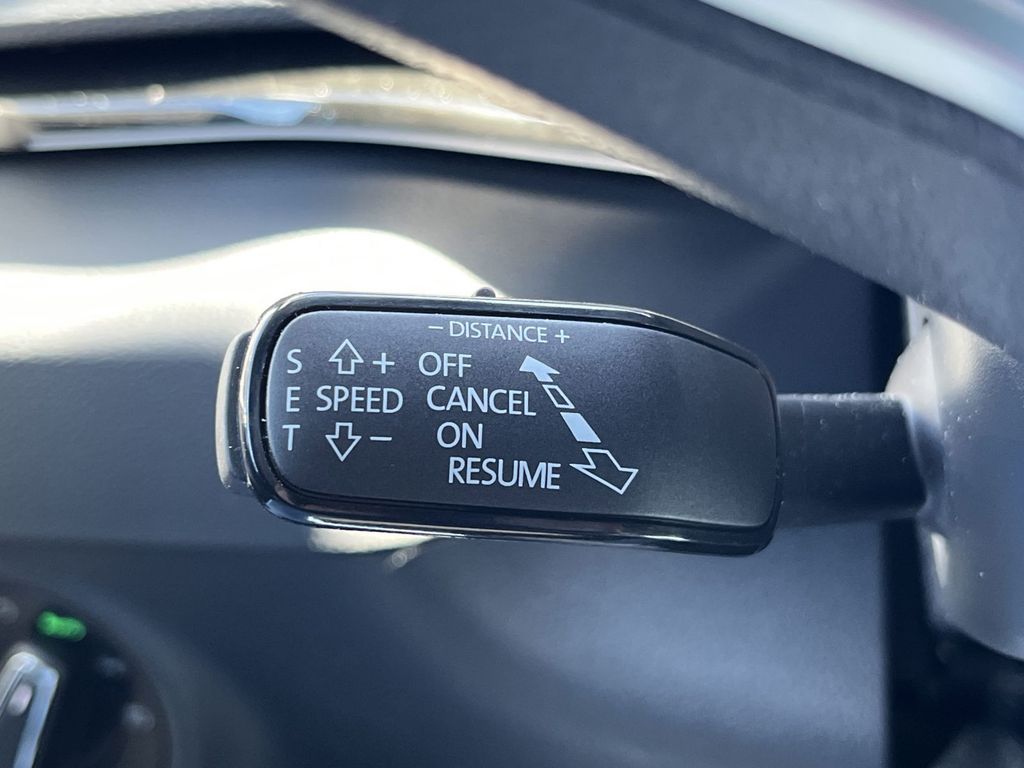 - DISTANCE +
S + OFF
E SPEED CANCEL
T - ON
RESUME